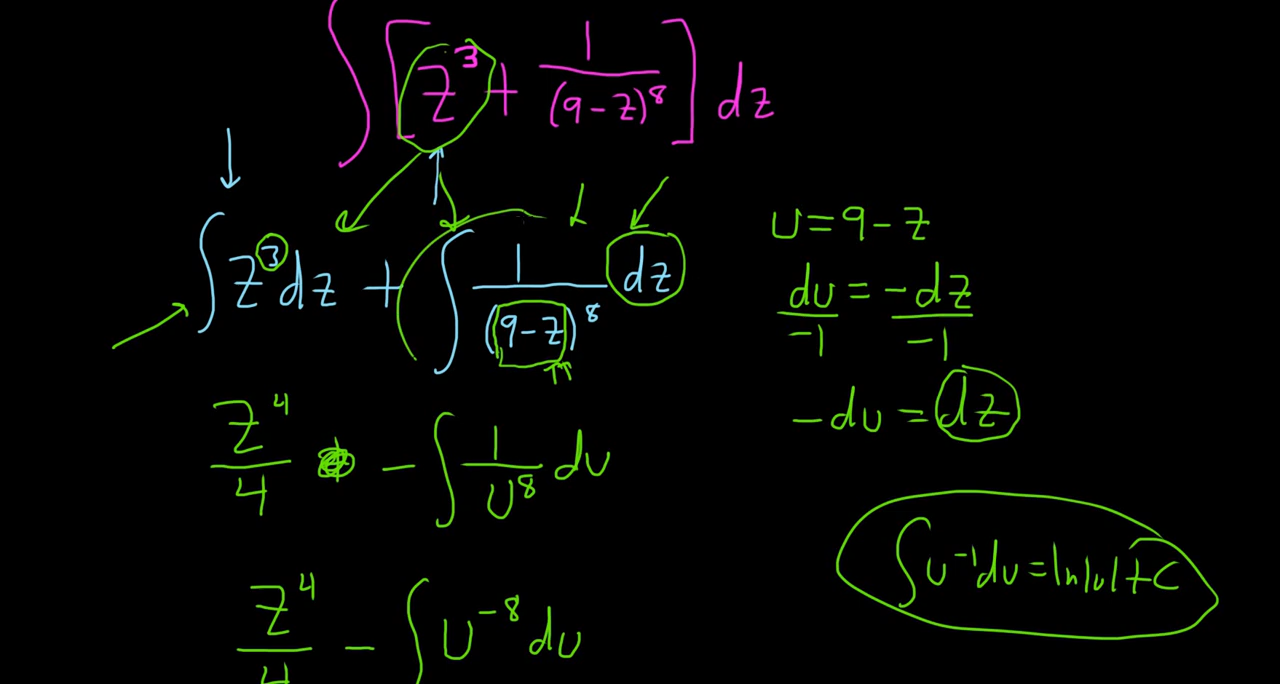 ∫ [z³ + 1/(9-z)⁸] dz
∫ z³ dz + ∫ 1/(9-z)⁸ dz
u = 9 - z
du/-1 = -dz/-1
-du = dz
z⁴/4 - ∫ 1/u⁸ du
∫ u⁻¹ du = ln|u| + C
z⁴/4 - ∫ u⁻⁸ du